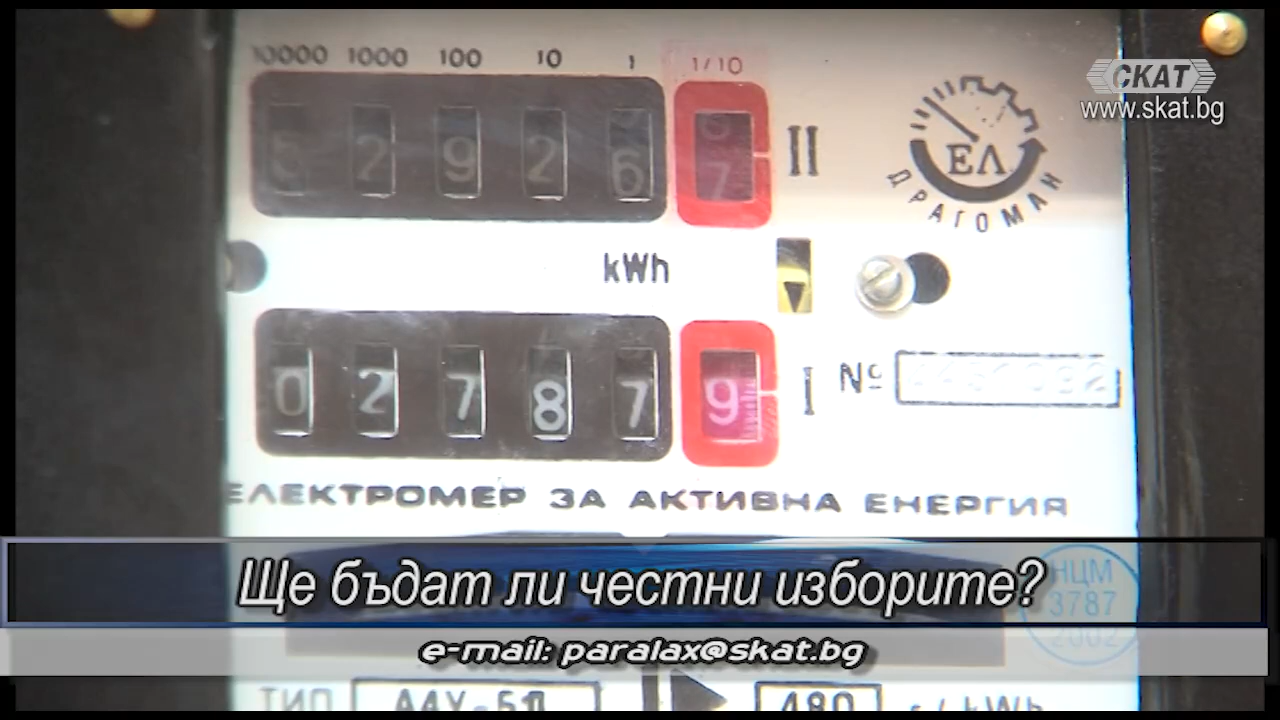 10000 1000 100 10 1 1/10
СКАТ
www.skat.bg
5 2 9 2 6 7 II
ЕЛ
ДРАГОМАН
kWh
0 2 7 8 7 9 I № 
ЕЛЕКТРОМЕР ЗА АКТИВНА ЕНЕРГИЯ
Ще бъдат ли честни изборите?
НЦМ
3787
2002
e-mail: paralax@skat.bg
ТИП 480 kWh